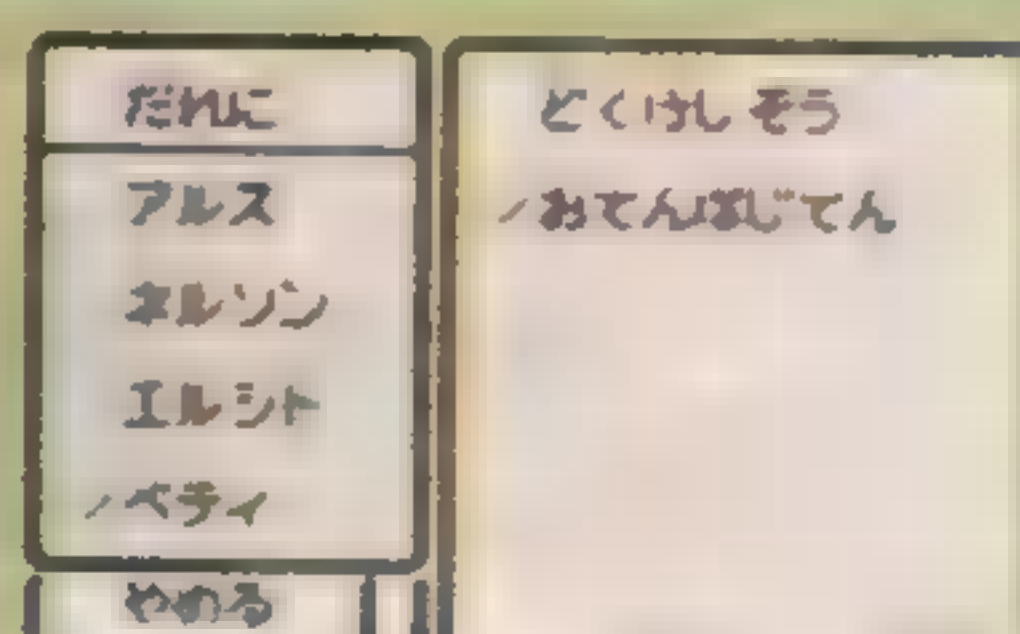 だれに
アルス
ネルソン
エルシト
ベティ
やめる
どくけしそう
おてんばじてん